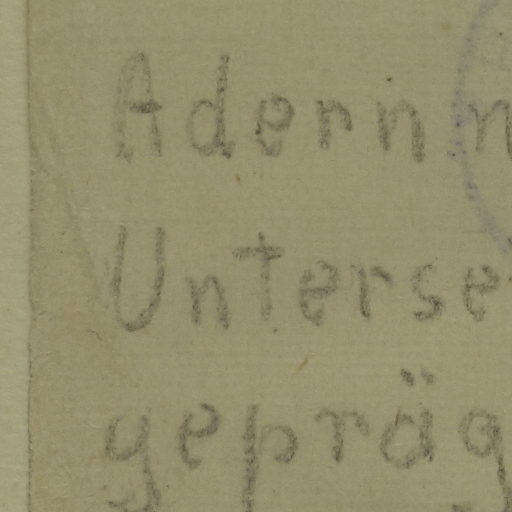 Adern n
Unterse
gepräg